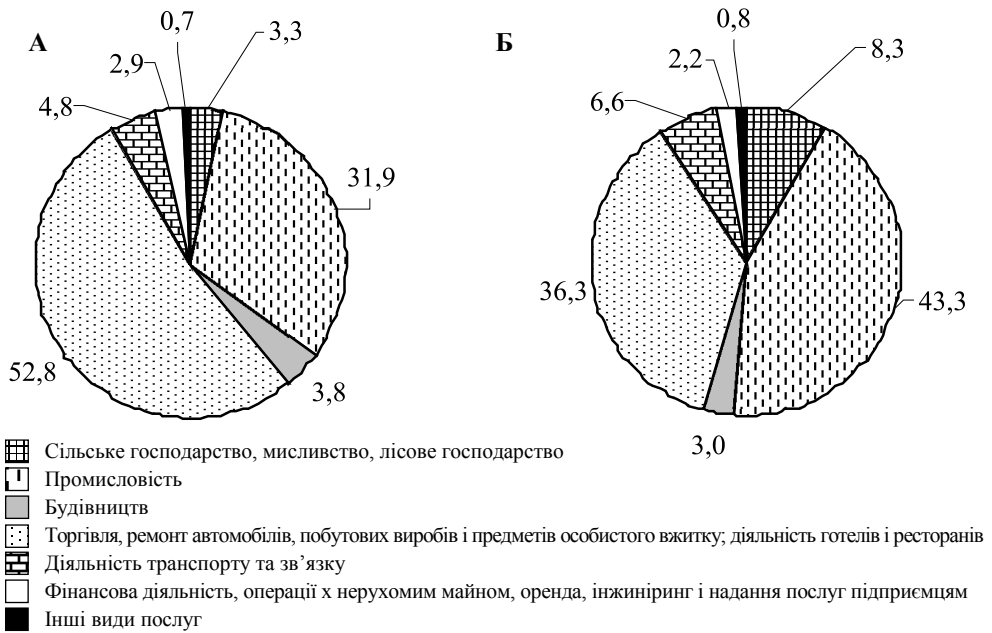 А
0,7
3,3
2,9
4,8
31,9
52,8
3,8
Б
0,8
8,3
2,2
6,6
36,3
43,3
3,0
Сільське господарство, мисливство, лісове господарство
Промисловість
Будівництв
Торгівля, ремонт автомобілів, побутових виробів і предметів особистого вжитку; діяльність готелів і ресторанів
Діяльність транспорту та зв’язку
Фінансова діяльність, операції х нерухомим майном, оренда, інжиніринг і надання послуг підприємцям
Інші види послуг